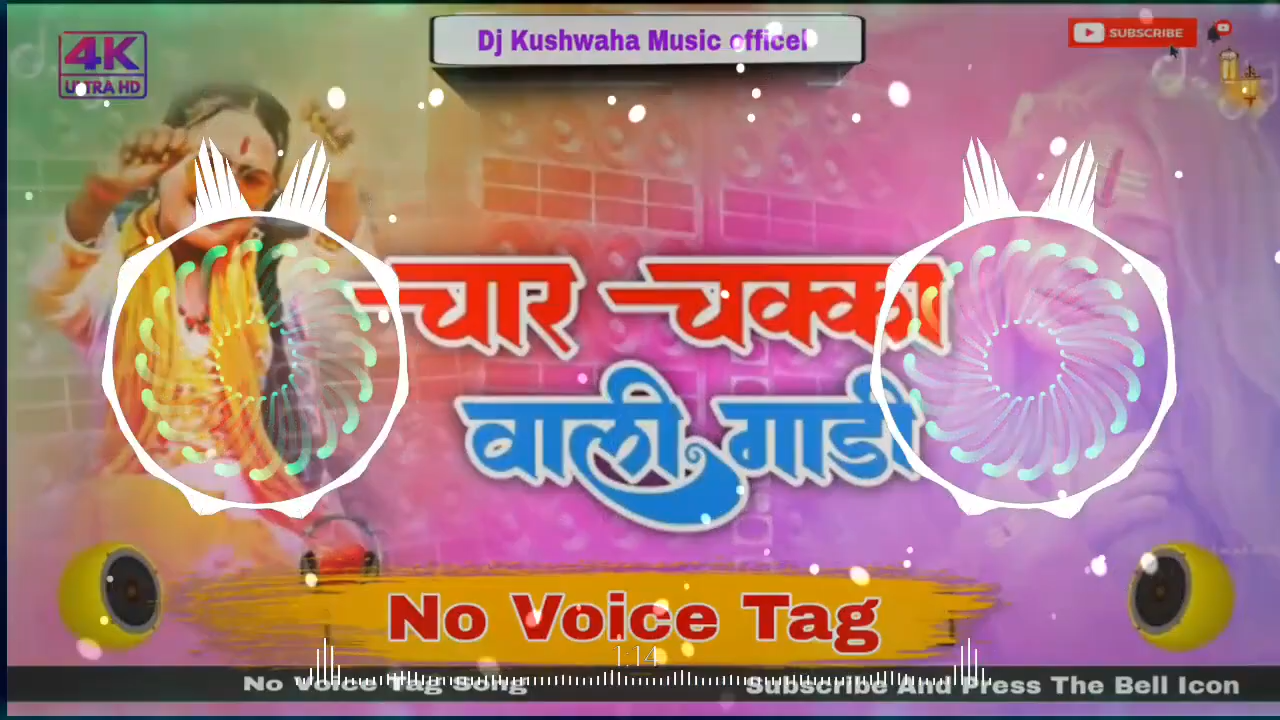 4K
ULTRA HD
Dj Kushwaha Music officel
SUBSCRIBE
चार चक्का
वाली गाडी
No Voice Tag
1:14
No Voice Tag Song
Subscribe And Press The Bell Icon